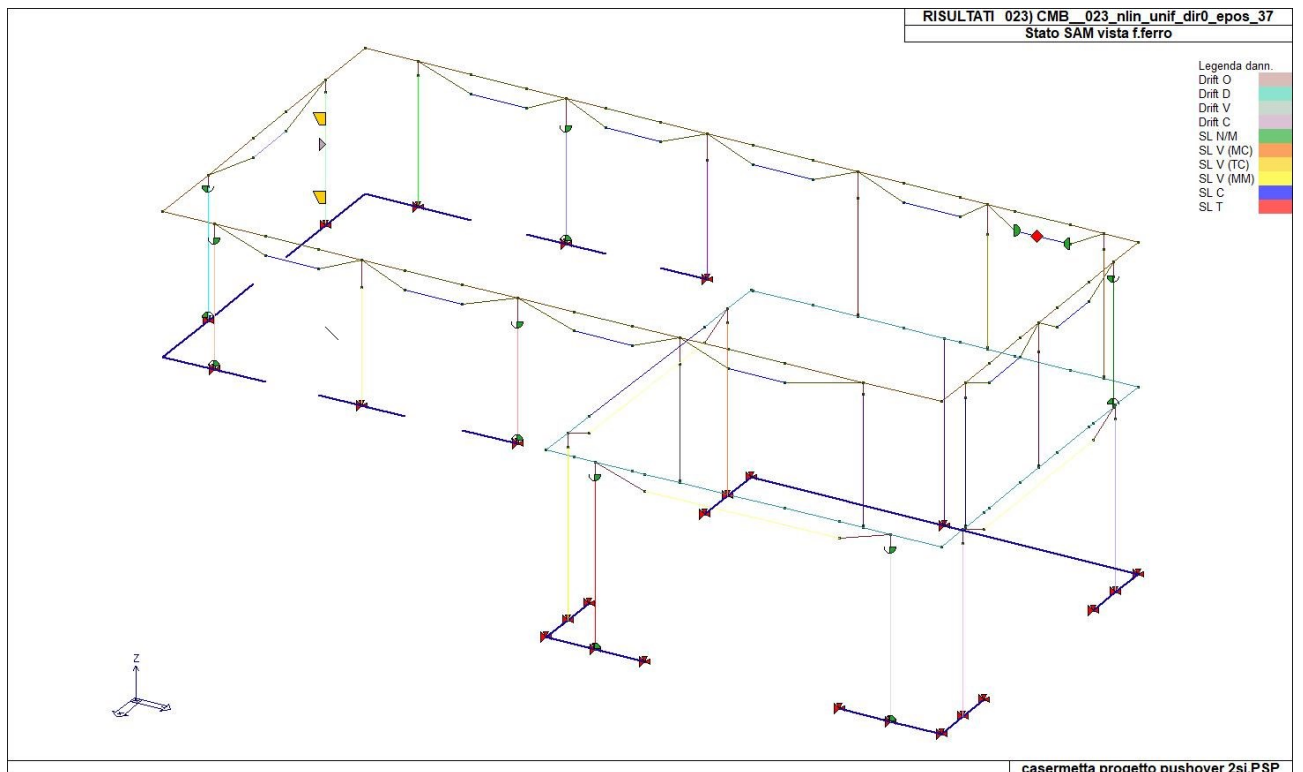 RISULTATI 023) CMB__023_nlin_unif_dir0_epos_37
Stato SAM vista f.ferro
Legenda dann.
Drift O
Drift D
Drift V
Drift C
SL N/M
SL V (MC)
SL V (TC)
SL V (MM)
SL C
SL T
Z
casermetta progetto pushover 2si.PSP